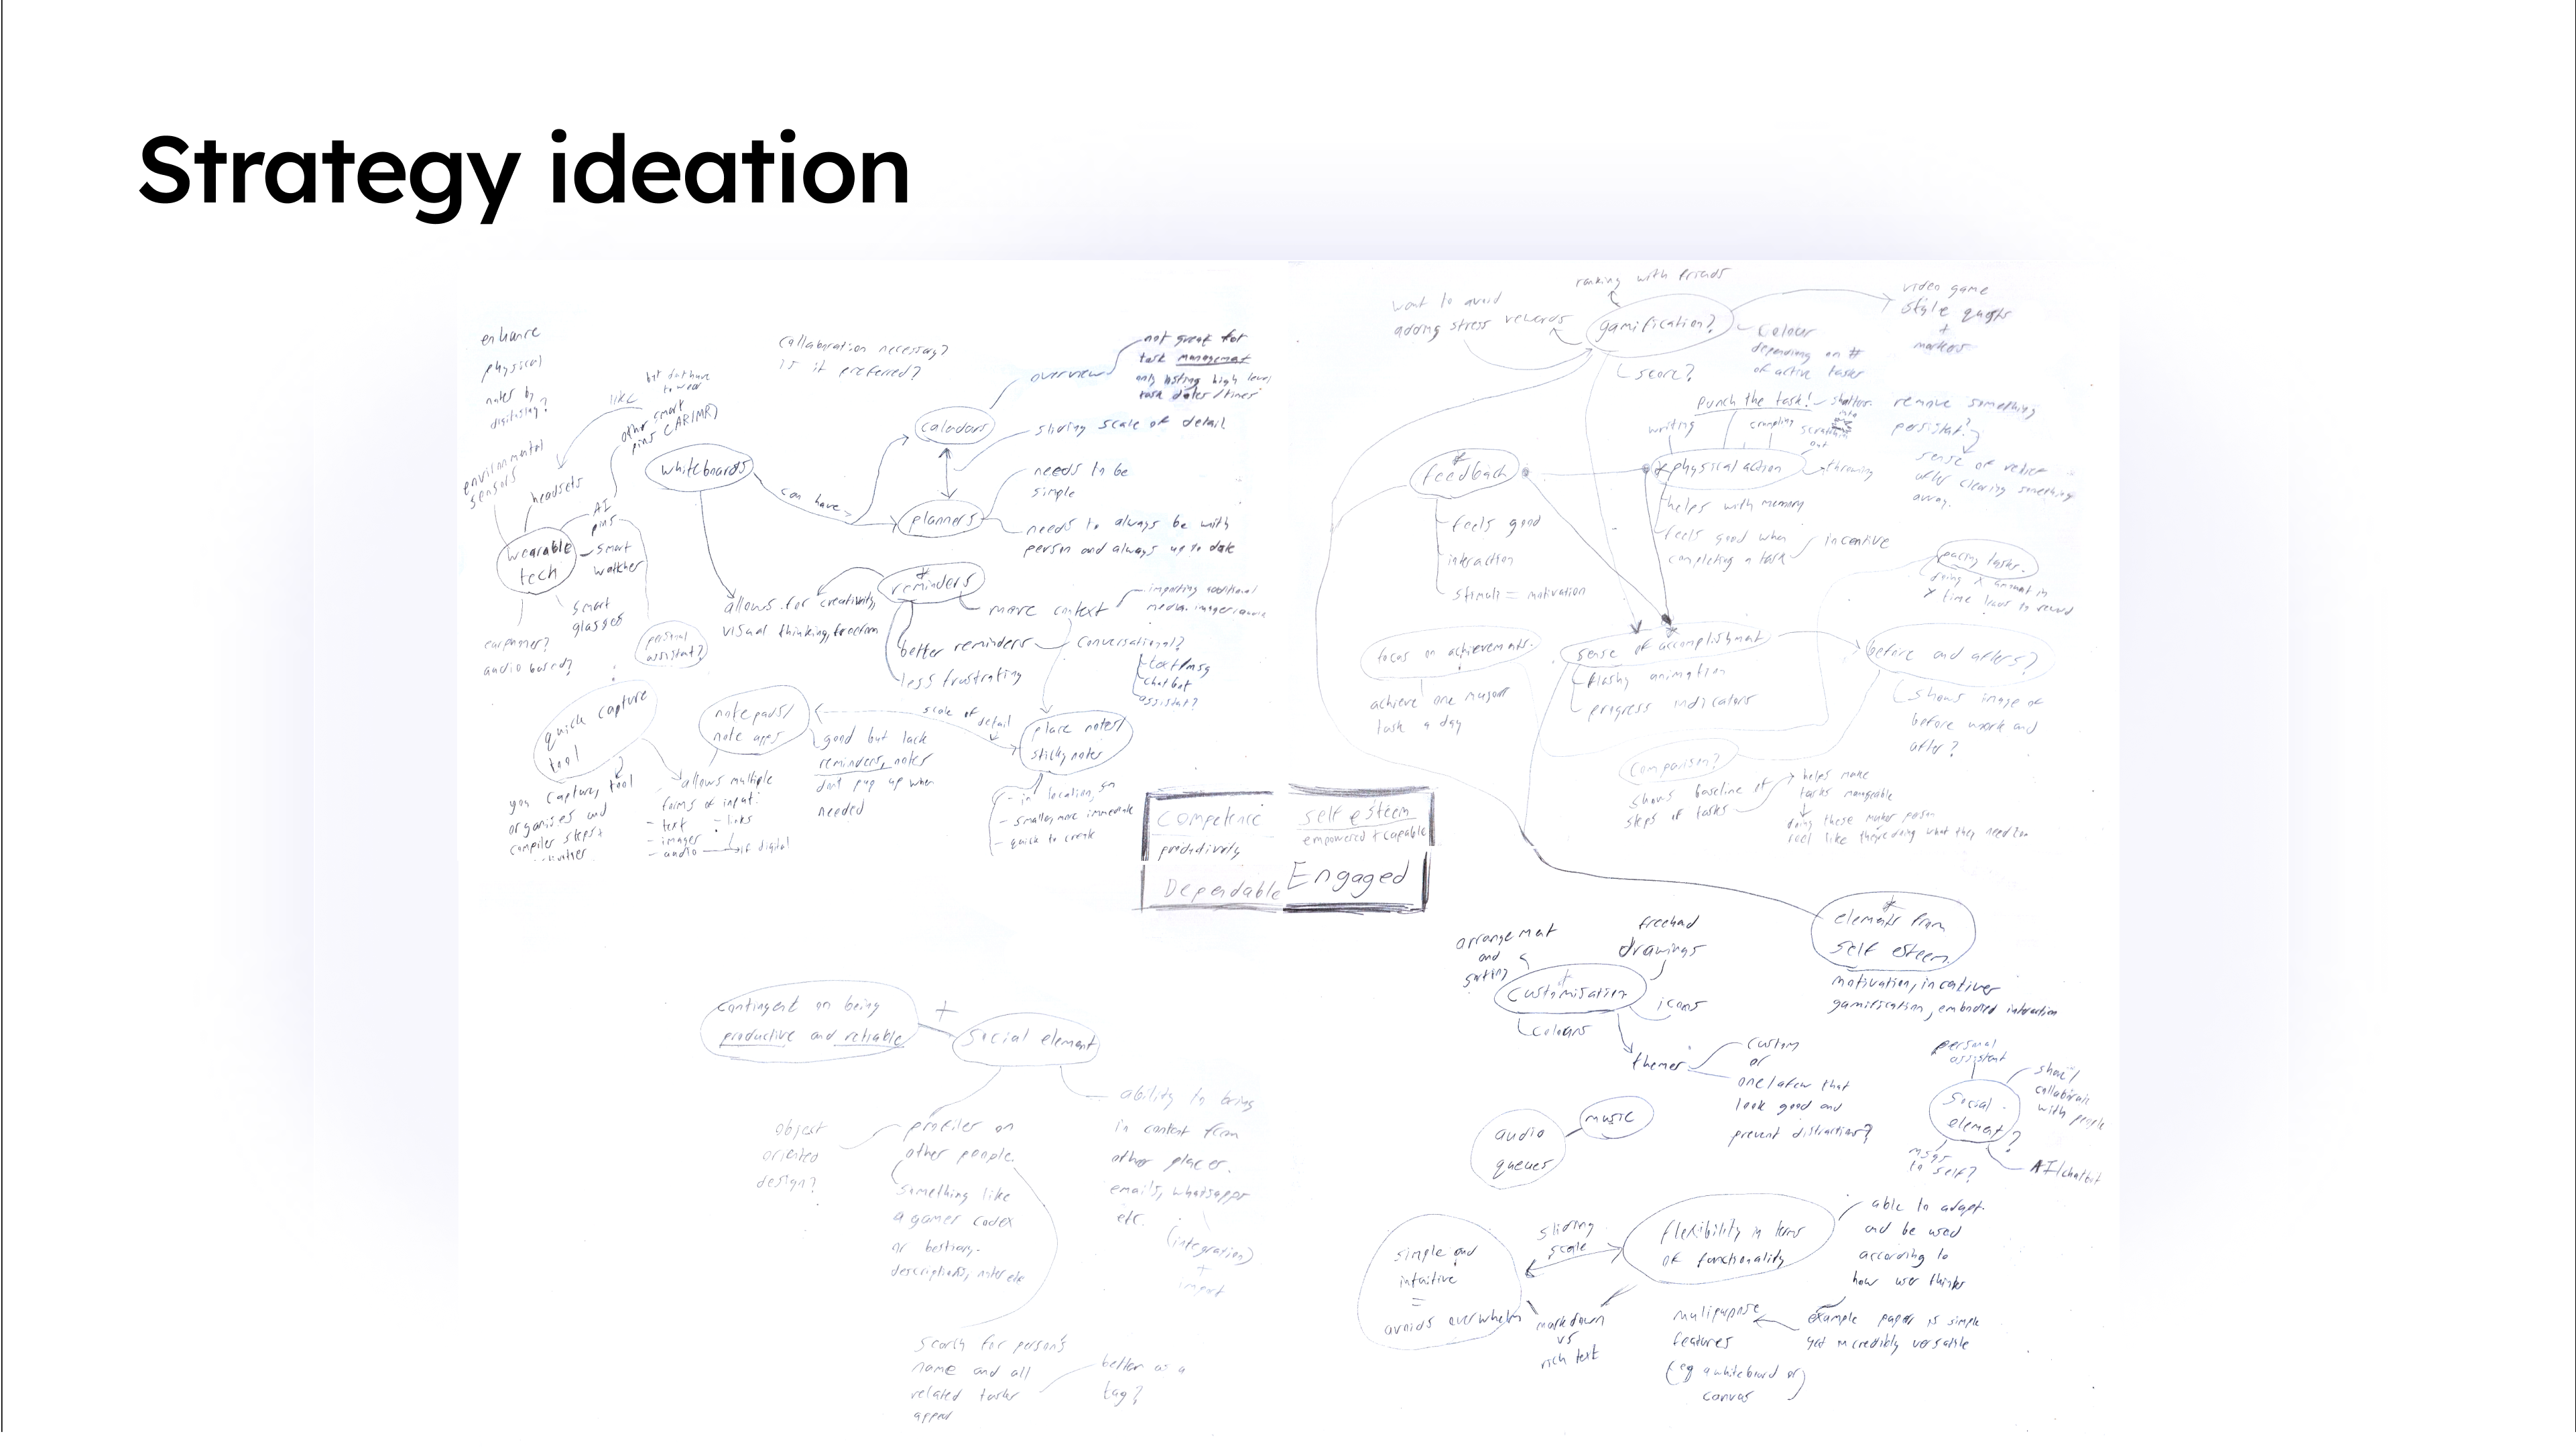 Strategy ideation
enhance
physical
notes by
digitising?
environmental
sensors
headsets
like
but dont have
to wear
other smart
pins (AR/MR)
AI
pins
wearable
tech
smart
watches
smart
glasses
earphones?
audio based?
personal
assistant?
quick capture
tool
you capture, tool
organises and
compiles steps +
Collaboration necessary?
is it preferred?
whiteboards
can have
allows for creativity,
visual thinking, freedom
calendars
overview
not great for
task management
only listing high level
task dates/times
sliding scale of detail
planners
needs to be
simple
needs to always be with
person and always up to date
reminders
more context
importing additional
media. images
better reminders
less frustrating
Conversational?
text/msg
chatbot
assistant?
notepads/
note apps
good but lack
reminders, notes
dont pop up when
needed
allows multiple
forms of input:
- text
- links
- images
- audio
if digital
scale of
detail
place notes/
sticky notes
- in location, on
- smaller more immediate
- quick to create
Competence
productivity
self esteem
empowered + capable
Dependable
Engaged
want to avoid
adding stress
rewards
ranking with friends
gamification?
score?
Colour
depending on #
of active tasks
video game
style quests
+
markers
punch the task!
writing
crumpling
scratching
out
throwing
remove something
persistat?
sense of relief
after clearing something
away.
feedback
feels good
interaction
stimuli = motivation
physical action
helps with memory
feels good when
completing a task
incentive
pacing tasks.
doing X amount in
Y time leads to reward
focus on achievements.
achieve one major
task a day
sense of accomplishment
flashy animation
progress indicators
before and afters?
shows image of
before work and
after?
Comparison?
shows baseline of
steps of tasks
helps make
tasks manageable
doing these makes person
feel like they're doing what they need to
elements from
self esteem
motivation, incentives
gamification, embodied interaction
arrangement
and
sorting
freehand
drawings
customisation
icons
colours
themes
custom
or
one/a few that
look good and
prevent distractions?
audio
queues
music
personal
assistant
social
element?
share/
collaborate
with people
msgs
to self?
AI/chatbot
simple and
intuitive
=
avoids overwhelm
sliding
scale
flexibility in terms
of functionality
able to adapt
and be used
according to
how user thinks
markdown
vs
rich text
mulipurpose
features
(eg a whiteboard or)
canvas
example paper is simple
yet incredibly versatile
contingent on being
productive and reliable
+
social element
object
oriented
design?
profiles on
other people.
something like
a games codex
or bestiary.
descriptions, notes etc
ability to bring
in context from
other places.
emails, whatsapps
etc.
(integration)
+
import
search for person's
name and all
related tasks
appear
better as a
tag?